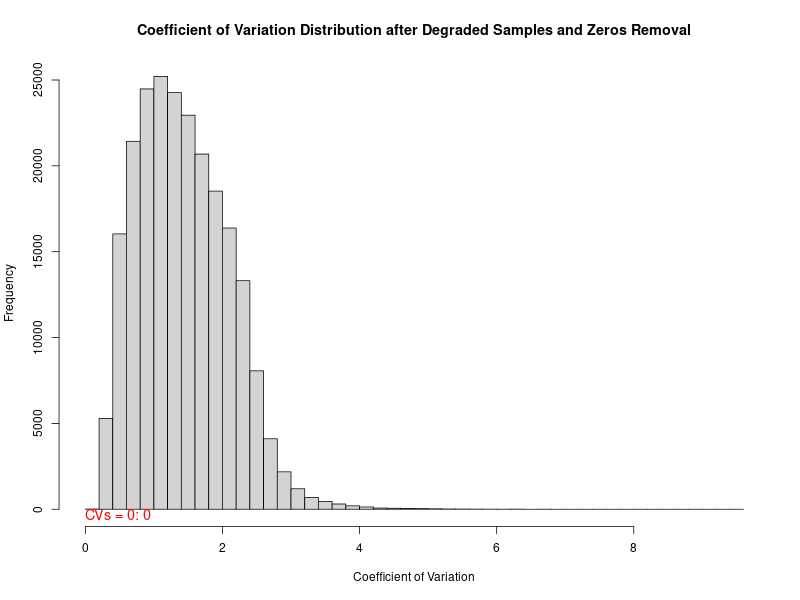 Coefficient of Variation Distribution after Degraded Samples and Zeros Removal
Frequency
25000
20000
15000
10000
5000
0
CVs = 0: 0
0 2 4 6 8
Coefficient of Variation